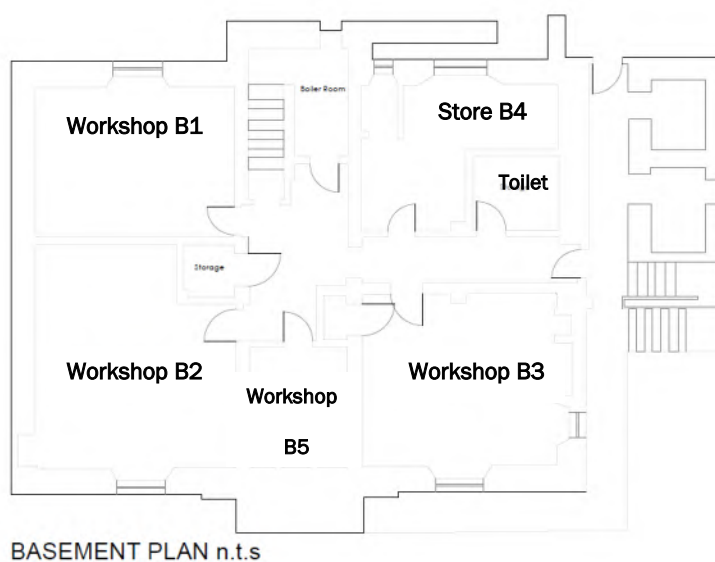 Boiler Room
Workshop B1
Store B4
Toilet
Storage
Workshop B2
Workshop
B5
Workshop B3
BASEMENT PLAN n.t.s